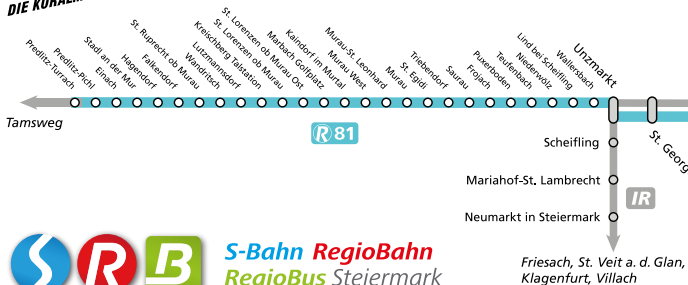 DIE KORALM
Predlitz-Turrach
Predlitz-Pichl
Einach
Stadl an der Mur
Hagendorf
Falkendorf
St. Ruprecht ob Murau
Wandritsch
Lutzmannsdorf
Kreischberg Talstation
St. Lorenzen ob Murau
St. Lorenzen ob Murau Ost
Marbach Golfplatz
Kaindorf im Murtal
Murau West
Murau-St. Leonhard
Murau
St. Egidi
Triebendorf
Saurau
Frojach
Puxerboden
Teufenbach
Niederwölz
Lind bei Scheifling
Wallersbach
Unzmarkt
Tamsweg
R 81
St. Georg
Scheifling
Mariahof-St. Lambrecht
IR
Neumarkt in Steiermark
Friesach, St. Veit a. d. Glan,
Klagenfurt, Villach
S R B
S-Bahn RegioBahn
RegioBus Steiermark